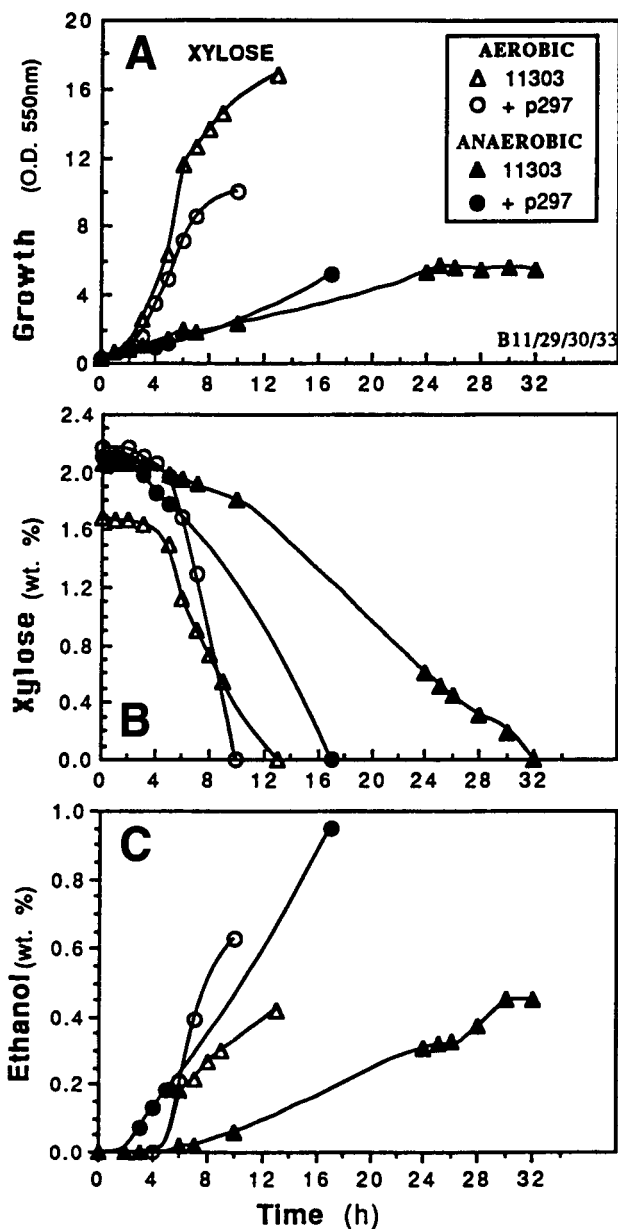 A
XYLOSE
AEROBIC
11303
+ p297
ANAEROBIC
11303
+ p297
Growth (O.D. 550nm)
20
16
12
8
4
0
B11/29/30/33
0 4 8 12 16 20 24 28 32
B
Xylose (wt. %)
2.4
2.0
1.6
1.2
0.8
0.4
0.0
0 4 8 12 16 20 24 28 32
C
Ethanol (wt. %)
1.0
0.8
0.6
0.4
0.2
0.0
0 4 8 12 16 20 24 28 32
Time (h)